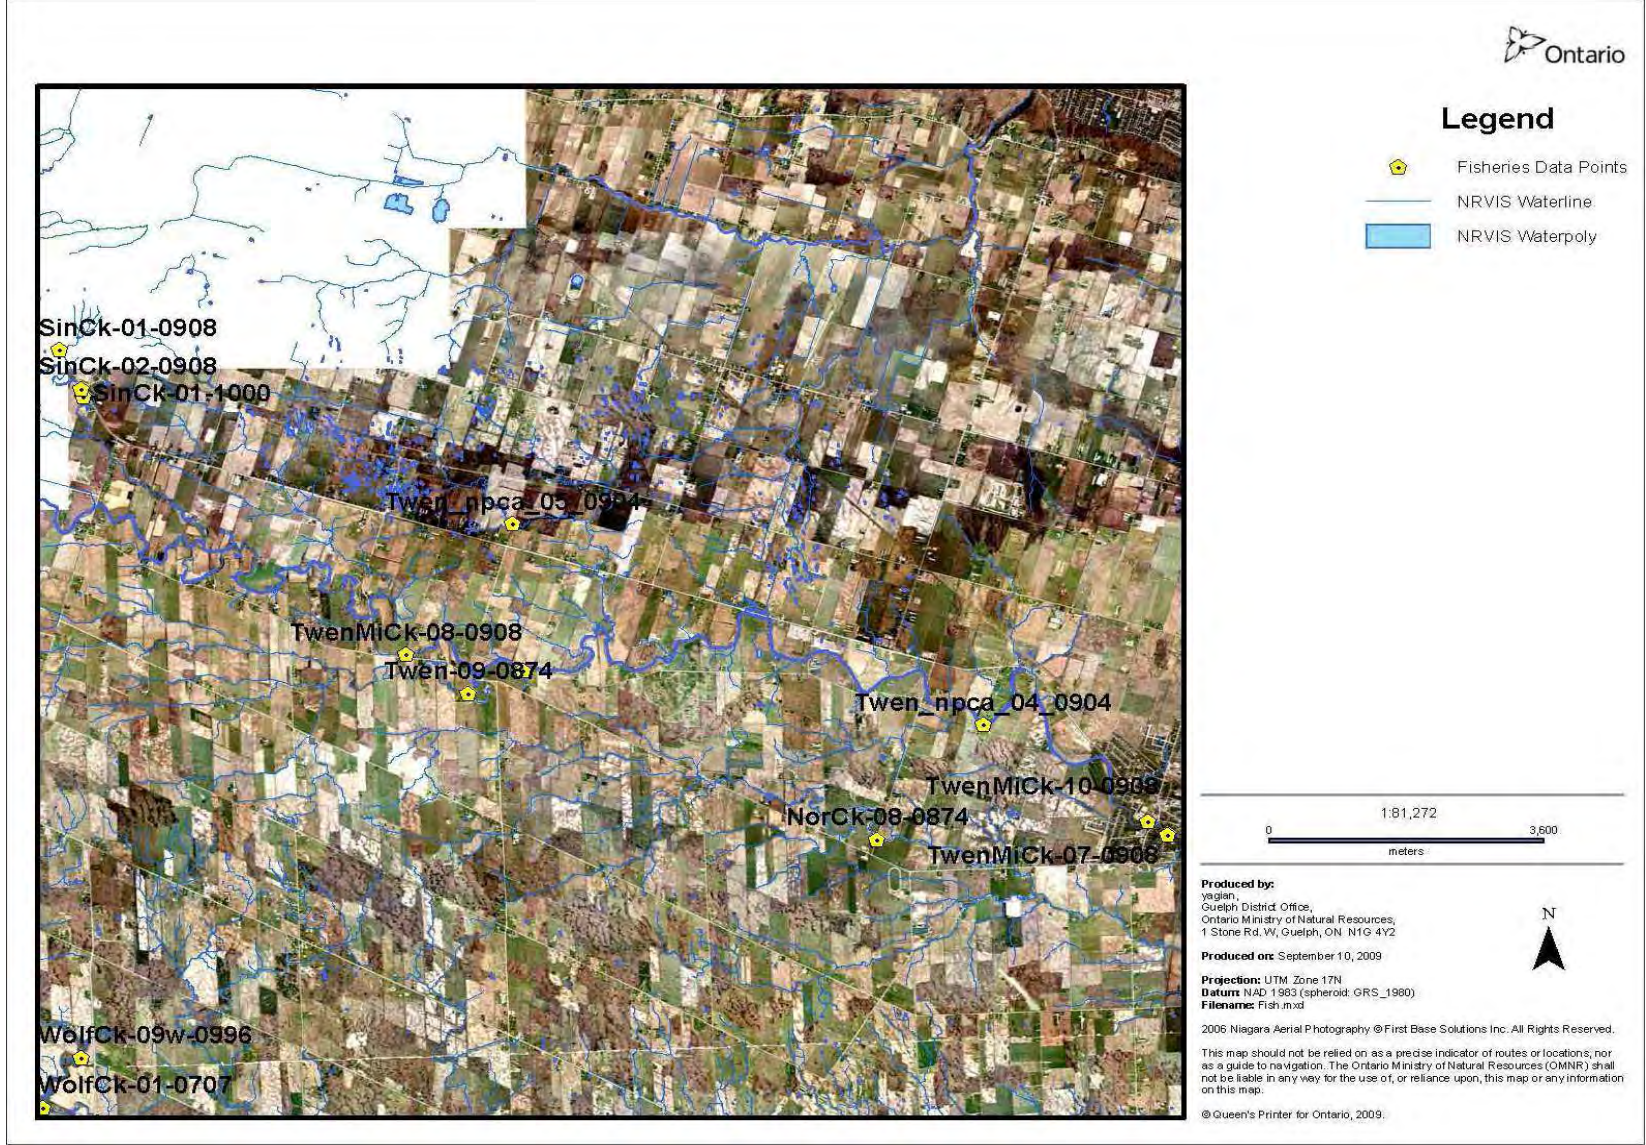 Ontario
Legend
Fisheries Data Points
NRVIS Waterline
NRVIS Waterpoly
SinCk-01-0908
SinCk-02-0908
SinCk-01-1000
Twen_npca_05_0904
TwenMiCk-08-0908
Twen-09-0874
Twen_npca_04_0904
TwenMiCk-10-0908
NorCk-08-0874
TwenMiCk-07-0908
WolfCk-09w-0996
WolfCk-01-0707
1:81,272
0 3,600
meters
Produced by:
yagian,
Guelph District Office,
Ontario Ministry of Natural Resources,
1 Stone Rd. W, Guelph, ON N1G 4Y2
Produced on: September 10, 2009
N
Projection: UTM Zone 17N
Datum: NAD 1983 (spheroid: GRS_1980)
Filename: Fish.mxd
2006 Niagara Aerial Photography © First Base Solutions Inc. All Rights Reserved.
This map should not be relied on as a precise indicator of routes or locations, nor
as a guide to navigation. The Ontario Ministry of Natural Resources (OMNR) shall
not be liable in any way for the use of, or reliance upon, this map or any information
on this map.
© Queen's Printer for Ontario, 2009.